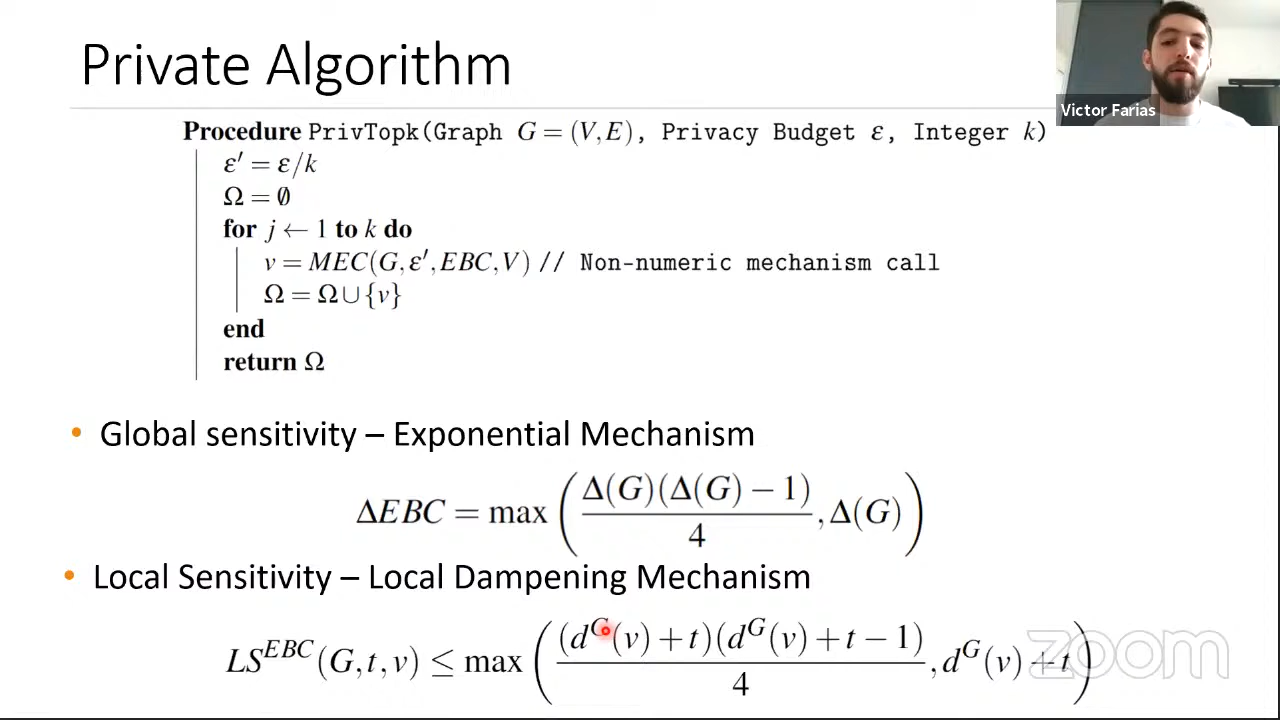 Private Algorithm
Victor Farias
Procedure PrivTopk(Graph G = (V,E), Privacy Budget ε, Integer k)
ε′ = ε/k
Ω = ∅
for j ← 1 to k do
v = MEC(G,ε′,EBC,V) // Non-numeric mechanism call
Ω = Ω ∪ {v}
end
return Ω
• Global sensitivity – Exponential Mechanism
ΔEBC = max ( Δ(G)(Δ(G) − 1) / 4 , Δ(G) )
• Local Sensitivity – Local Dampening Mechanism
LS^EBC(G,t,v) ≤ max ( (d^G(v) + t)(d^G(v) + t − 1) / 4 , d^G(v) + t )
zoom